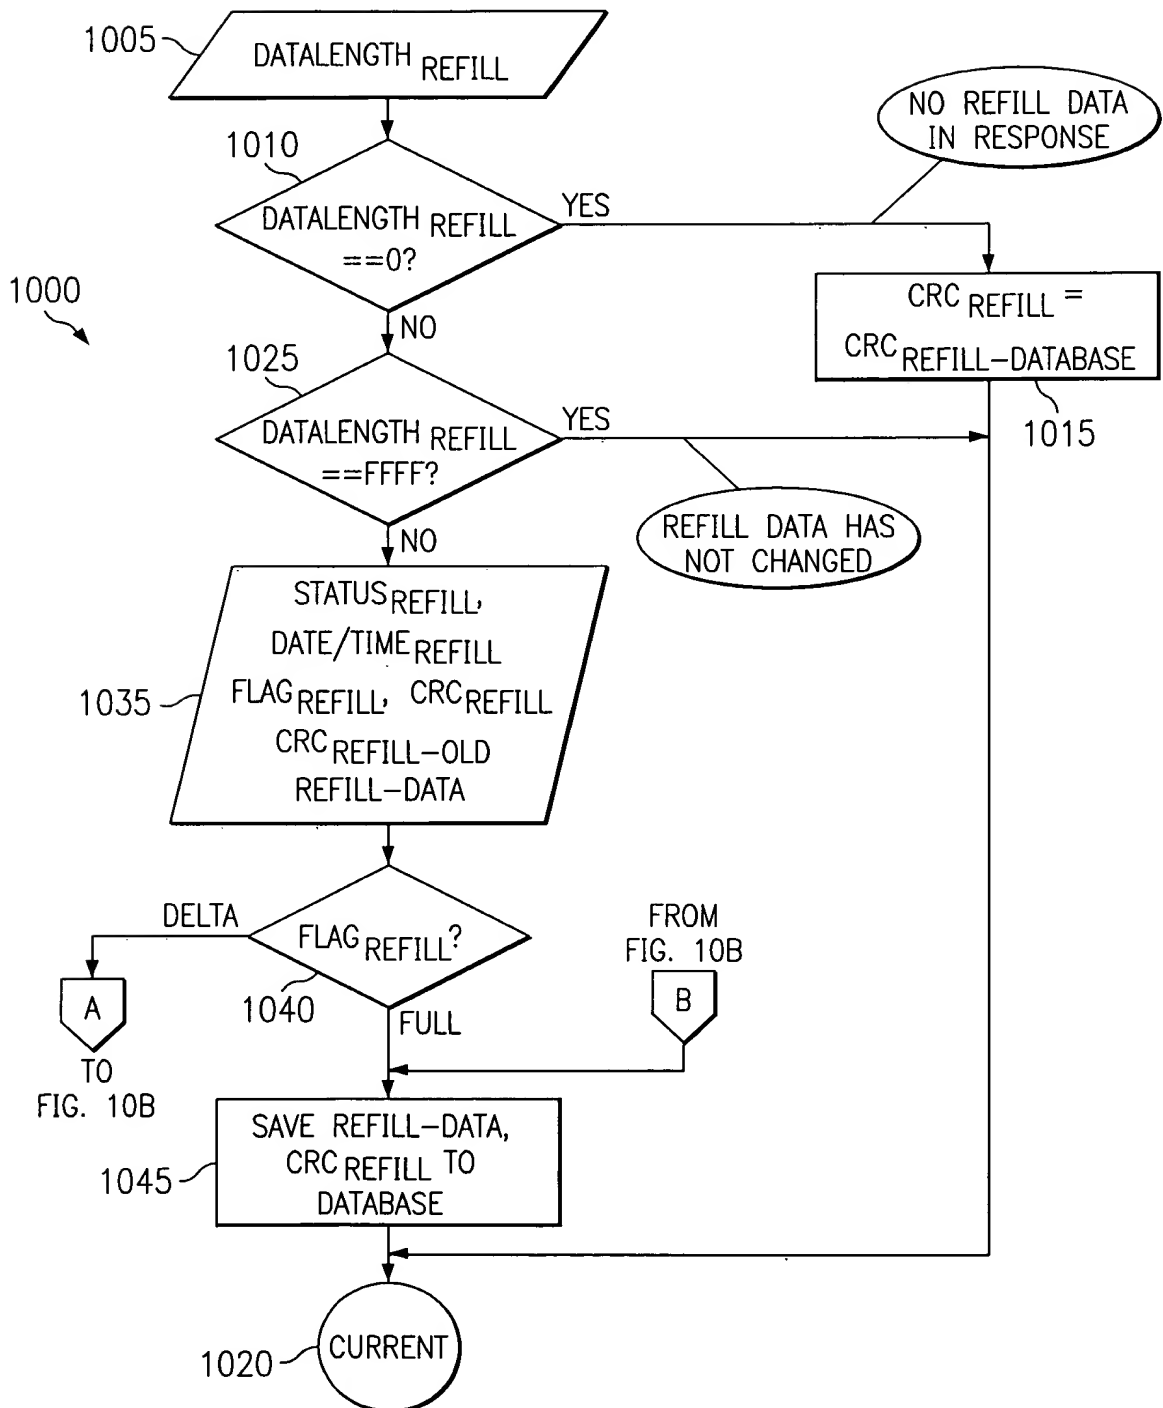 1005
DATALENGTH REFILL
NO REFILL DATA
IN RESPONSE
1010
DATALENGTH REFILL
==0?
YES
NO
1000
CRC REFILL =
CRC REFILL-DATABASE
1015
1025
DATALENGTH REFILL
==FFFF?
YES
NO
REFILL DATA HAS
NOT CHANGED
1035
STATUS REFILL,
DATE/TIME REFILL
FLAG REFILL, CRC REFILL
CRC REFILL-OLD
REFILL-DATA
DELTA
FLAG REFILL?
1040
FULL
A
TO
FIG. 10B
FROM
FIG. 10B
B
1045
SAVE REFILL-DATA,
CRC REFILL TO
DATABASE
1020
CURRENT